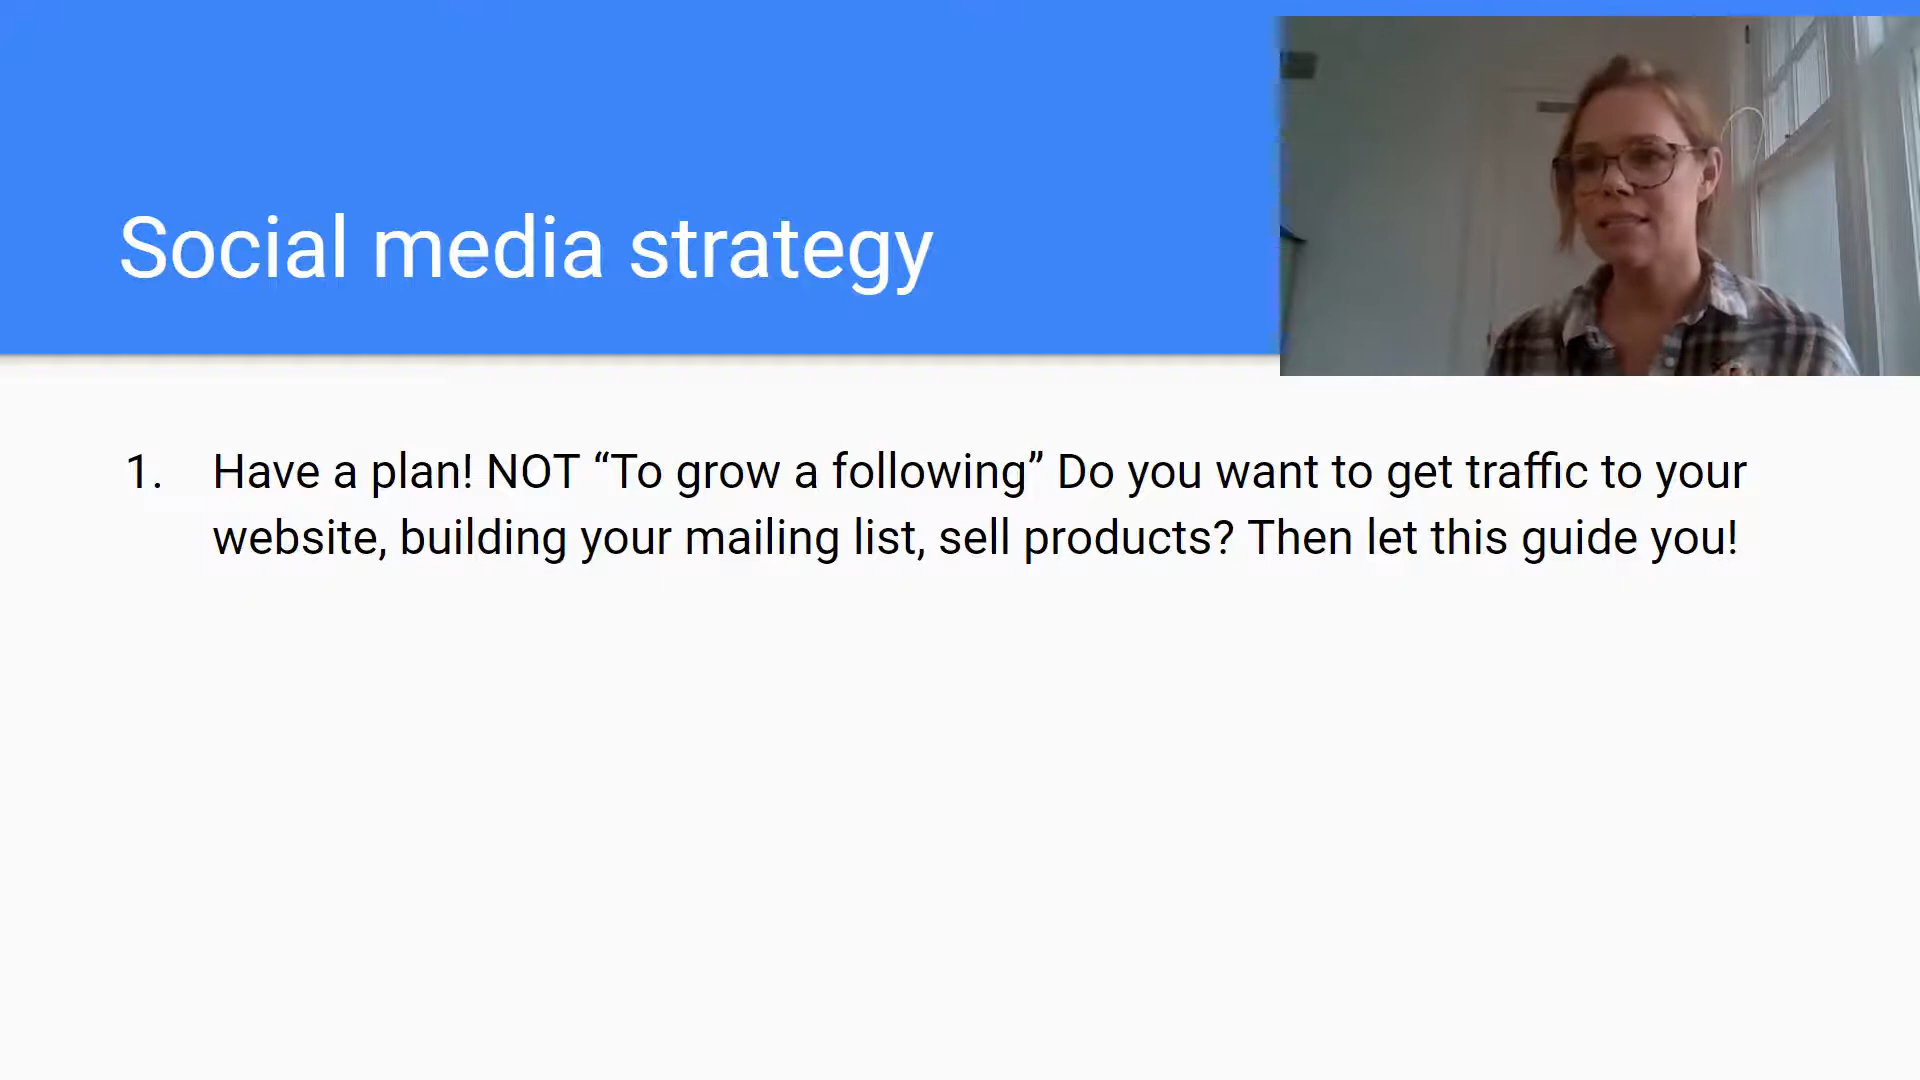 Social media strategy
1. Have a plan! NOT “To grow a following” Do you want to get traffic to your
website, building your mailing list, sell products? Then let this guide you!